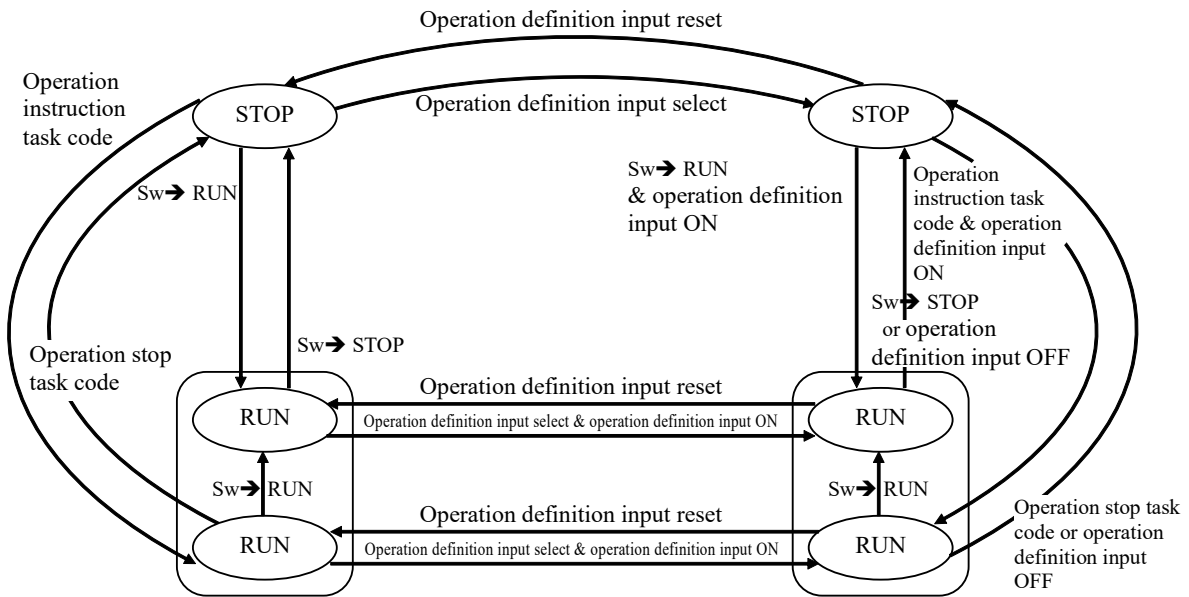 Operation definition input reset
Operation
instruction
task code
STOP
Operation definition input select
STOP
Sw→ RUN
Sw→ RUN
& operation definition
input ON
Operation
instruction task
code & operation
definition input
ON
Sw→ STOP
or operation
definition input OFF
Sw→ STOP
Operation stop
task code
RUN
Operation definition input reset
Operation definition input select & operation definition input ON
RUN
Sw→ RUN
Sw→ RUN
Operation definition input reset
Operation definition input select & operation definition input ON
RUN
RUN
Operation stop task
code or operation
definition input
OFF